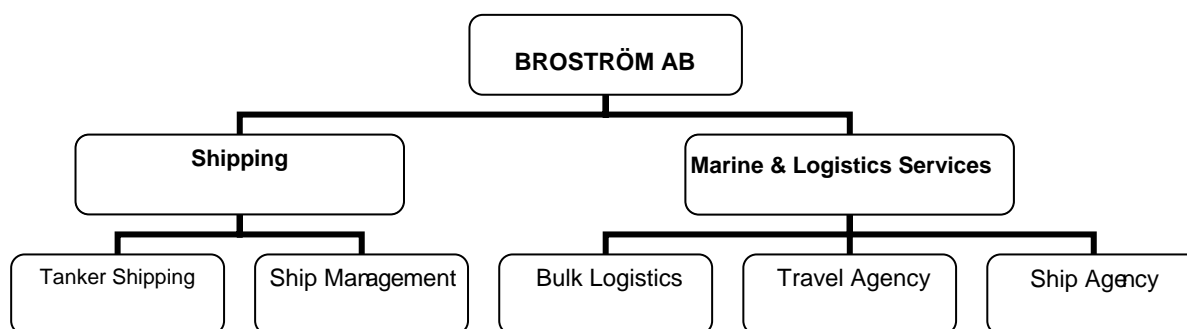 BROSTRÖM AB
Shipping
Marine & Logistics Services
Tanker Shipping
Ship Management
Bulk Logistics
Travel Agency
Ship Agency